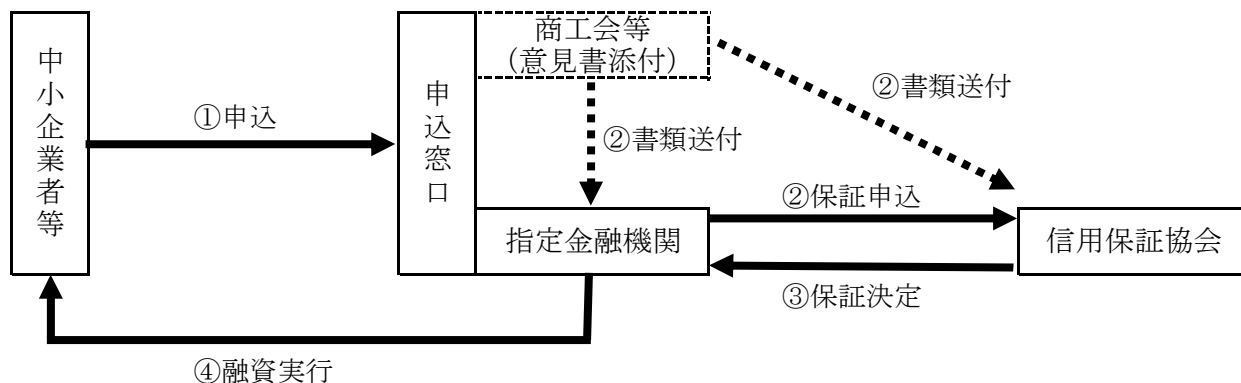 中小企業者等
①申込
申込窓口
商工会等
(意見書添付)
②書類送付
②書類送付
指定金融機関
②保証申込
③保証決定
信用保証協会
④融資実行